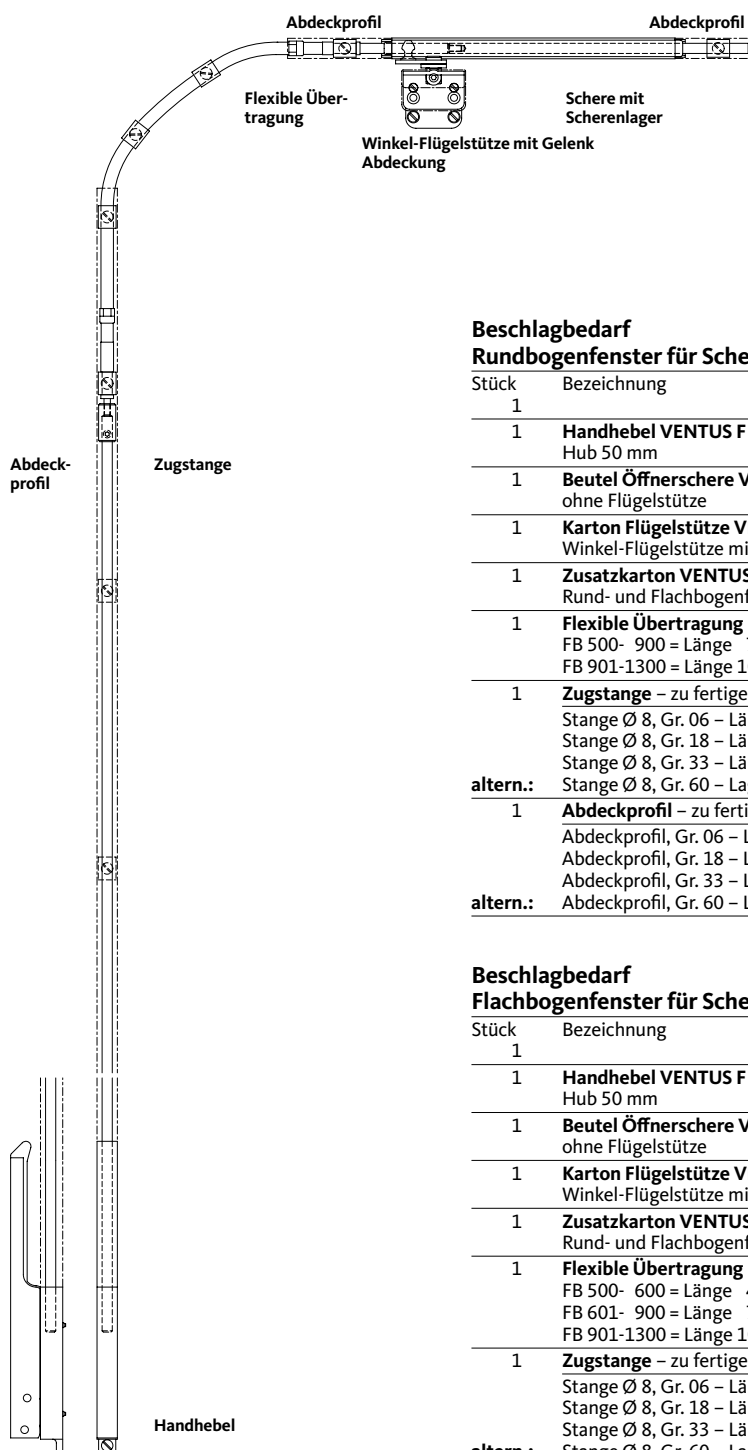 Abdeckprofil
Abdeckprofil
Flexible Über-
tragung
Schere mit
Scherenlager
Winkel-Flügelstütze mit Gelenk
Abdeckung
Abdeck-
profil
Zugstange
Handhebel
Beschlagbedarf
Rundbogenfenster für Sche
Stück Bezeichnung
1
1 Handhebel VENTUS F
Hub 50 mm
1 Beutel Öffnerschere V
ohne Flügelstütze
1 Karton Flügelstütze V
Winkel-Flügelstütze mi
1 Zusatzkarton VENTUS
Rund- und Flachbogenf
1 Flexible Übertragung
FB 500- 900 = Länge
FB 901-1300 = Länge 1
1 Zugstange – zu fertige
Stange Ø 8, Gr. 06 – Lä
Stange Ø 8, Gr. 18 – Lä
Stange Ø 8, Gr. 33 – Lä
altern.: Stange Ø 8, Gr. 60 – La
1 Abdeckprofil – zu ferti
Abdeckprofil, Gr. 06 – L
Abdeckprofil, Gr. 18 – L
Abdeckprofil, Gr. 33 – L
altern.: Abdeckprofil, Gr. 60 – L
Beschlagbedarf
Flachbogenfenster für Sche
Stück Bezeichnung
1
1 Handhebel VENTUS F
Hub 50 mm
1 Beutel Öffnerschere V
ohne Flügelstütze
1 Karton Flügelstütze V
Winkel-Flügelstütze mi
1 Zusatzkarton VENTUS
Rund- und Flachbogenf
1 Flexible Übertragung
FB 500- 600 = Länge
FB 601- 900 = Länge
FB 901-1300 = Länge 1
1 Zugstange – zu fertige
Stange Ø 8, Gr. 06 – Lä
Stange Ø 8, Gr. 18 – Lä
Stange Ø 8, Gr. 33 – Lä